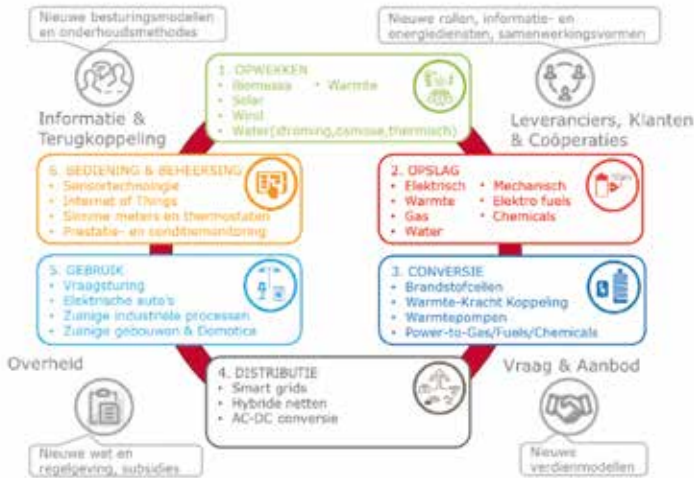 Nieuwe besturingsmodellen
en onderhoudsmethodes
Nieuwe rollen, informatie- en
energiediensten, samenwerkingsvormen
Informatie &
Terugkoppeling
Leveranciers, Klanten
& Coöperaties
1. OPWEKKEN
• Biomassa
• Warmte
• Solar
• Wind
• Water(stroming,osmose,thermisch)
6. BEDIENING & BEHEERSING
• Sensortechnologie
• Internet of Things
• Slimme meters en thermostaten
• Prestatie- en conditiemonitoring
2. OPSLAG
• Elektrisch
• Warmte
• Gas
• Water
• Mechanisch
• Elektro fuels
• Chemicals
5. GEBRUIK
• Vraagsturing
• Elektrische auto's
• Zuinige industriële processen
• Zuinige gebouwen & Domotica
3. CONVERSIE
• Brandstofcellen
• Warmte-Kracht Koppeling
• Warmtepompen
• Power-to-Gas/Fuels/Chemicals
4. DISTRIBUTIE
• Smart grids
• Hybride netten
• AC-DC conversie
Overheid
Vraag & Aanbod
Nieuwe wet en
regelgeving, subsidies
Nieuwe
verdienmodellen